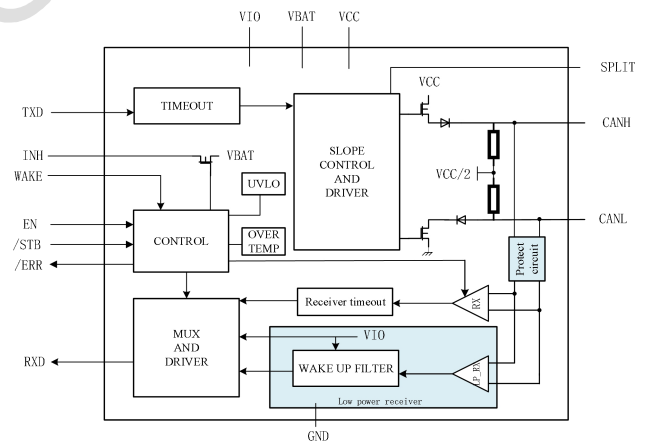 VIO VBAT VCC
SPLIT
TXD
TIMEOUT
VCC
CANH
INH
VBAT
WAKE
UVLO
SLOPE
CONTROL
AND
DRIVER
VCC/2
EN
CONTROL
OVER
TEMP
CANL
/STB
/ERR
Protect
circuit
Receiver timeout
RX
MUX
AND
DRIVER
VIO
RXD
WAKE UP FILTER
LP_RX
Low power receiver
GND